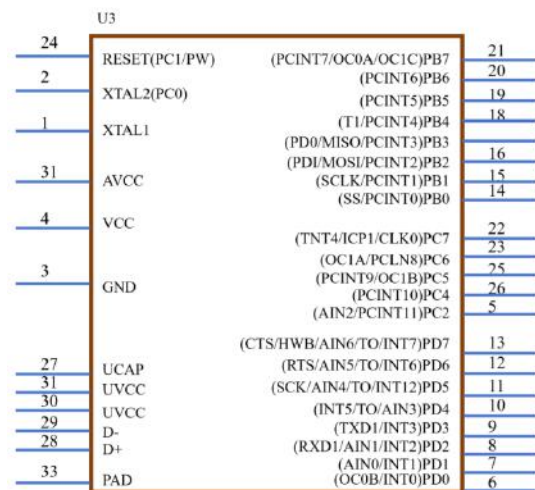 U3
24 RESET(PC1/PW)
2 XTAL2(PC0)
1 XTAL1
31 AVCC
4 VCC
3 GND
27 UCAP
31 UVCC
30 UVCC
29 D-
28 D+
33 PAD
(PCINT7/OC0A/OC1C)PB7 21
(PCINT6)PB6 20
(PCINT5)PB5 19
(T1/PCINT4)PB4 18
(PD0/MISO/PCINT3)PB3
(PDI/MOSI/PCINT2)PB2 16
(SCLK/PCINT1)PB1 15
(SS/PCINT0)PB0 14
(TNT4/ICP1/CLK0)PC7 22
(OC1A/PCLN8)PC6 23
(PCINT9/OC1B)PC5 25
(PCINT10)PC4 26
(AIN2/PCINT11)PC2 5
(CTS/HWB/AIN6/TO/INT7)PD7 13
(RTS/AIN5/TO/INT6)PD6 12
(SCK/AIN4/TO/INT12)PD5 11
(INT5/TO/AIN3)PD4 10
(TXD1/INT3)PD3 9
(RXD1/AIN1/INT2)PD2 8
(AIN0/INT1)PD1 7
(OC0B/INT0)PD0 6